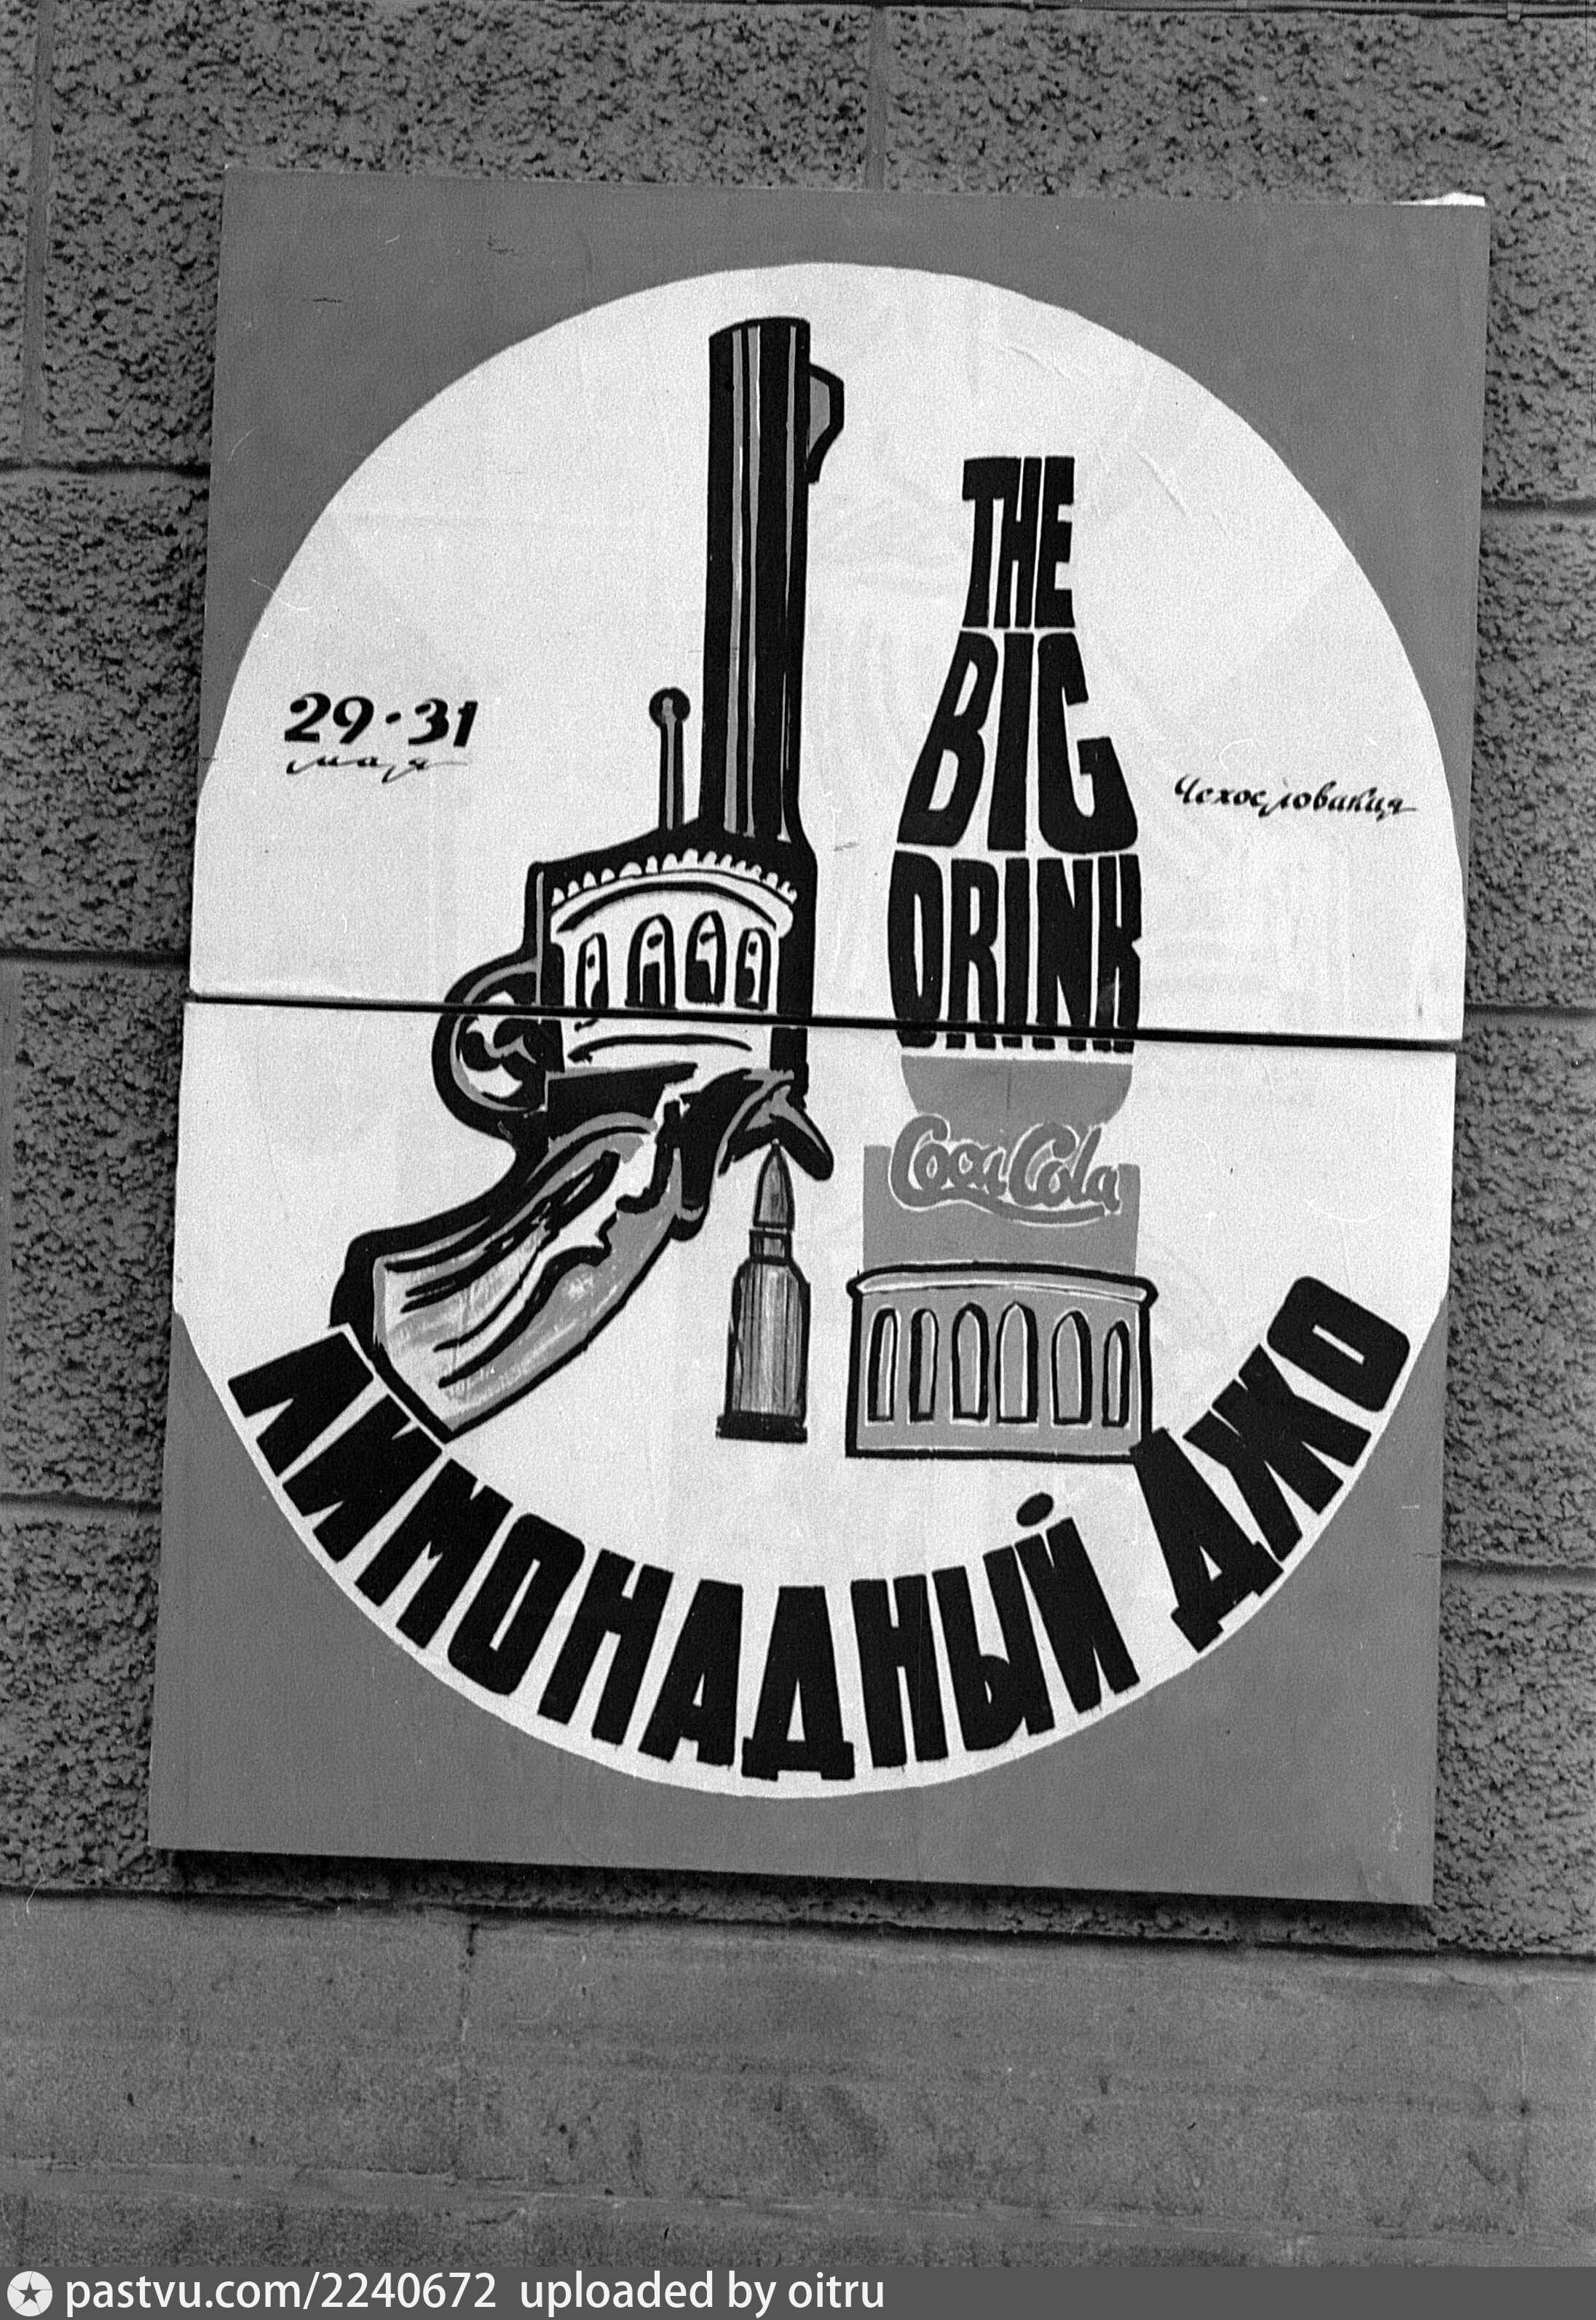 THE
BIG
DRINK
29·31
мая
Чехословакия
Coca Cola
ЛИМОНАДНЫЙ ДЖО
pastvu.com/2240672 uploaded by oitru